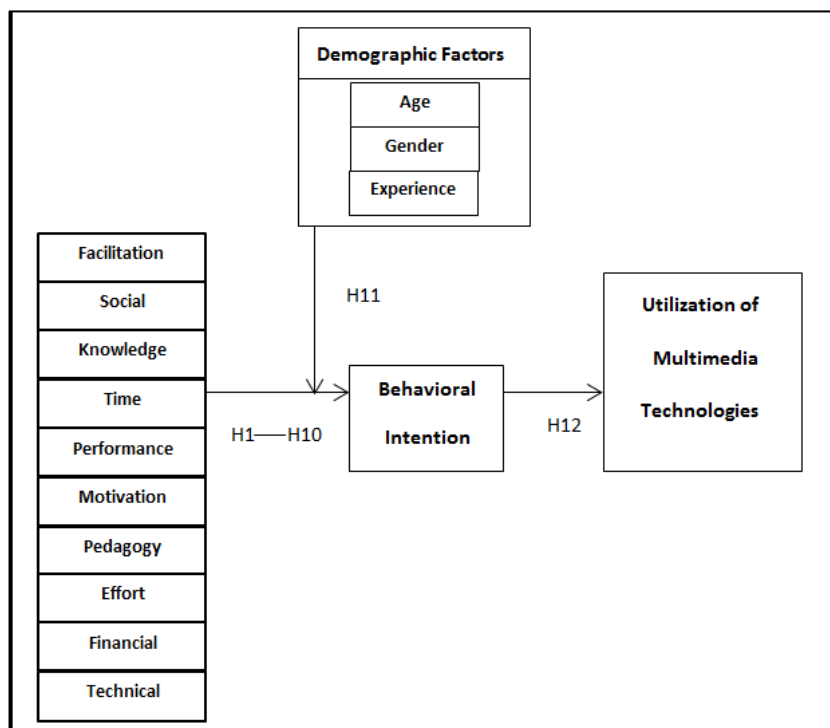 Demographic Factors
Age
Gender
Experience
Facilitation
Social
Knowledge
Time
Performance
Motivation
Pedagogy
Effort
Financial
Technical
H11
H1——H10
Behavioral
Intention
H12
Utilization of
Multimedia
Technologies